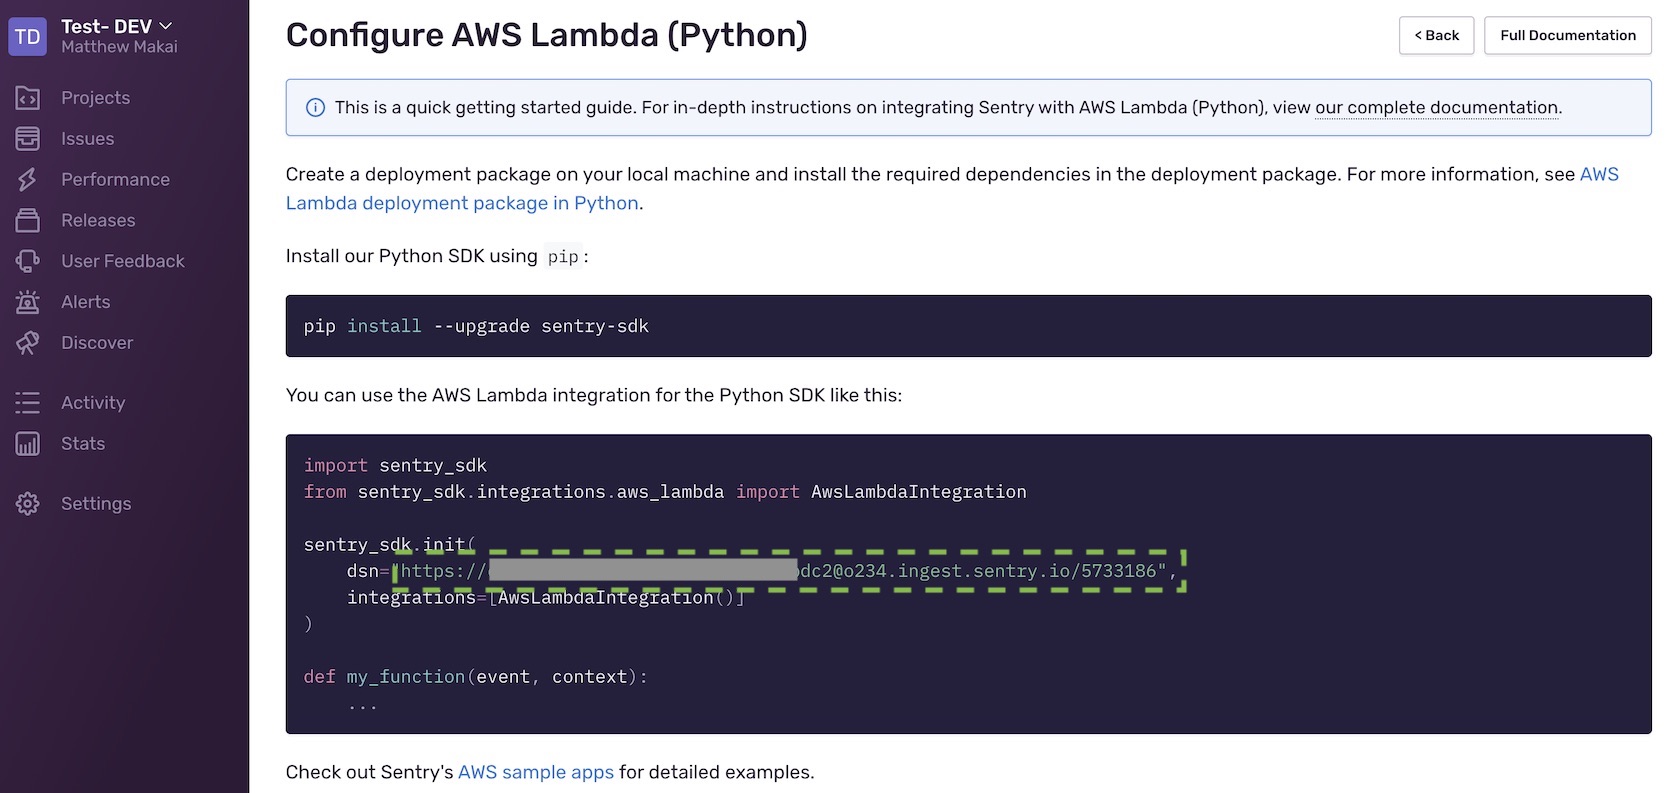 TD
Test- DEV
Matthew Makai
Projects
Issues
Performance
Releases
User Feedback
Alerts
Discover
Activity
Stats
Settings
Configure AWS Lambda (Python)
< Back
Full Documentation
This is a quick getting started guide. For in-depth instructions on integrating Sentry with AWS Lambda (Python), view our complete documentation.
Create a deployment package on your local machine and install the required dependencies in the deployment package. For more information, see AWS
Lambda deployment package in Python.
Install our Python SDK using pip:
pip install --upgrade sentry-sdk
You can use the AWS Lambda integration for the Python SDK like this:
import sentry_sdk
from sentry_sdk.integrations.aws_lambda import AwsLambdaIntegration
sentry_sdk.init(
dsn="https:// dc2@o234.ingest.sentry.io/5733186",
integrations=[AwsLambdaIntegration()]
)
def my_function(event, context):
...
Check out Sentry's AWS sample apps for detailed examples.